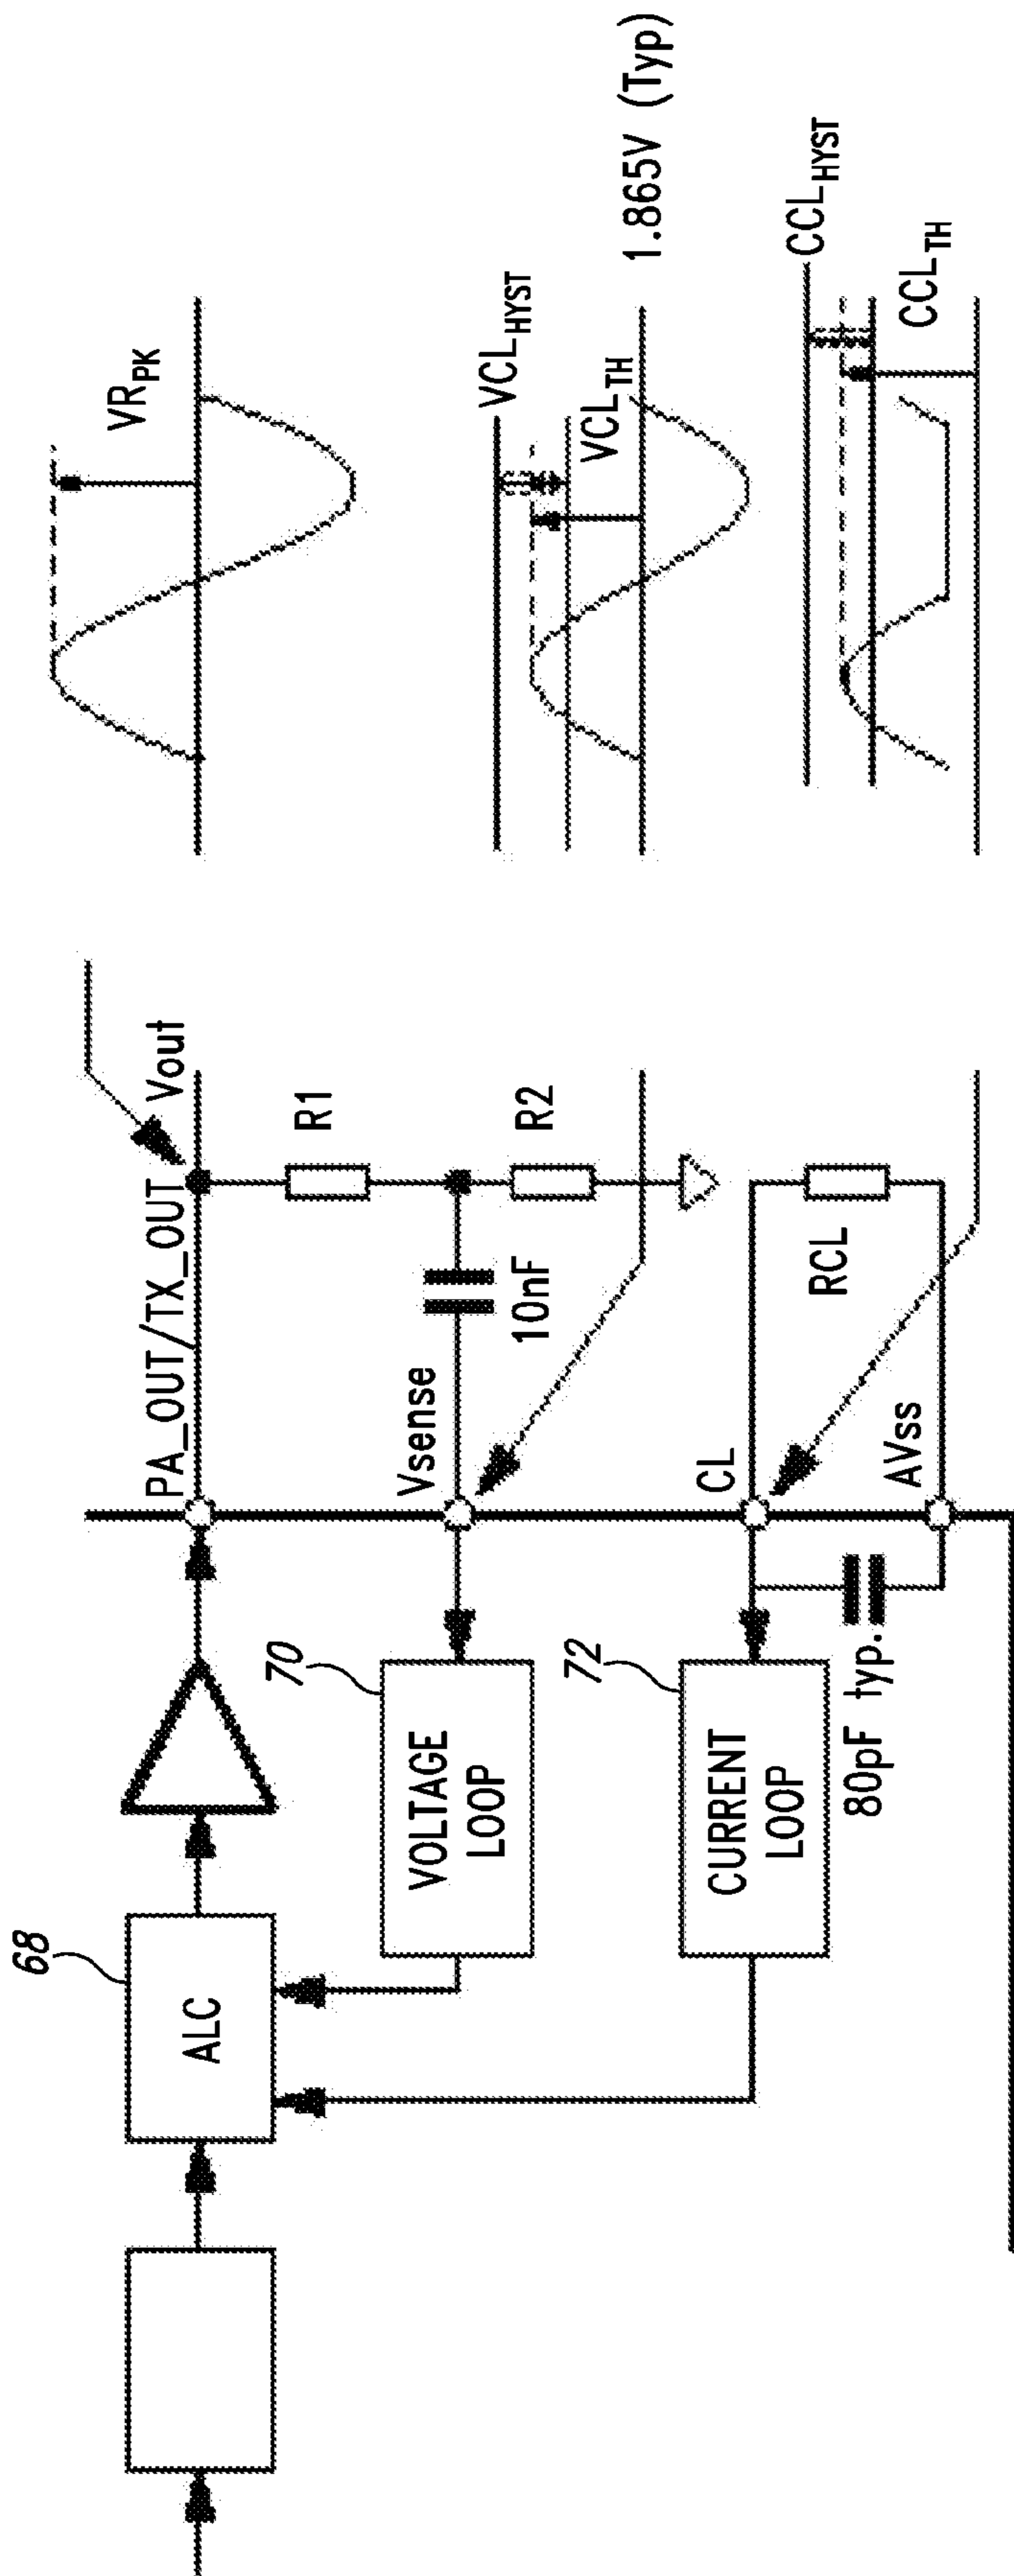 68
ALC
70
VOLTAGE
LOOP
72
CURRENT
LOOP
80pF typ.
PA_OUT/TX_OUT
Vout
Vsense
10nF
R1
R2
CL
AVss
RCL
VR_PK
VCL_HYST
VCL_TH
1.865V (Typ)
CCL_HYST
CCL_TH